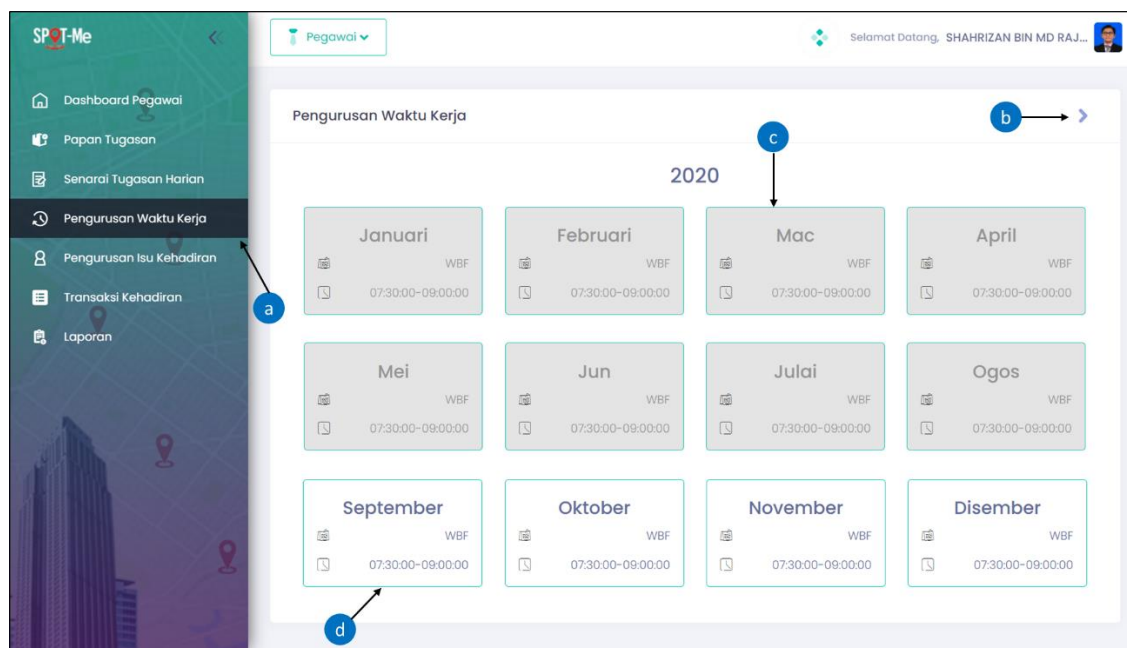 SPOT-Me
Pegawai
Selamat Datang, SHAHRIZAN BIN MD RAJ...
Dashboard Pegawai
Papan Tugasan
Senarai Tugasan Harian
Pengurusan Waktu Kerja
Pengurusan Isu Kehadiran
Transaksi Kehadiran
Laporan
a
Pengurusan Waktu Kerja
b
c
2020
Januari
WBF
07:30:00-09:00:00
Februari
WBF
07:30:00-09:00:00
Mac
WBF
07:30:00-09:00:00
April
WBF
07:30:00-09:00:00
Mei
WBF
07:30:00-09:00:00
Jun
WBF
07:30:00-09:00:00
Julai
WBF
07:30:00-09:00:00
Ogos
WBF
07:30:00-09:00:00
September
WBF
07:30:00-09:00:00
Oktober
WBF
07:30:00-09:00:00
November
WBF
07:30:00-09:00:00
Disember
WBF
07:30:00-09:00:00
d